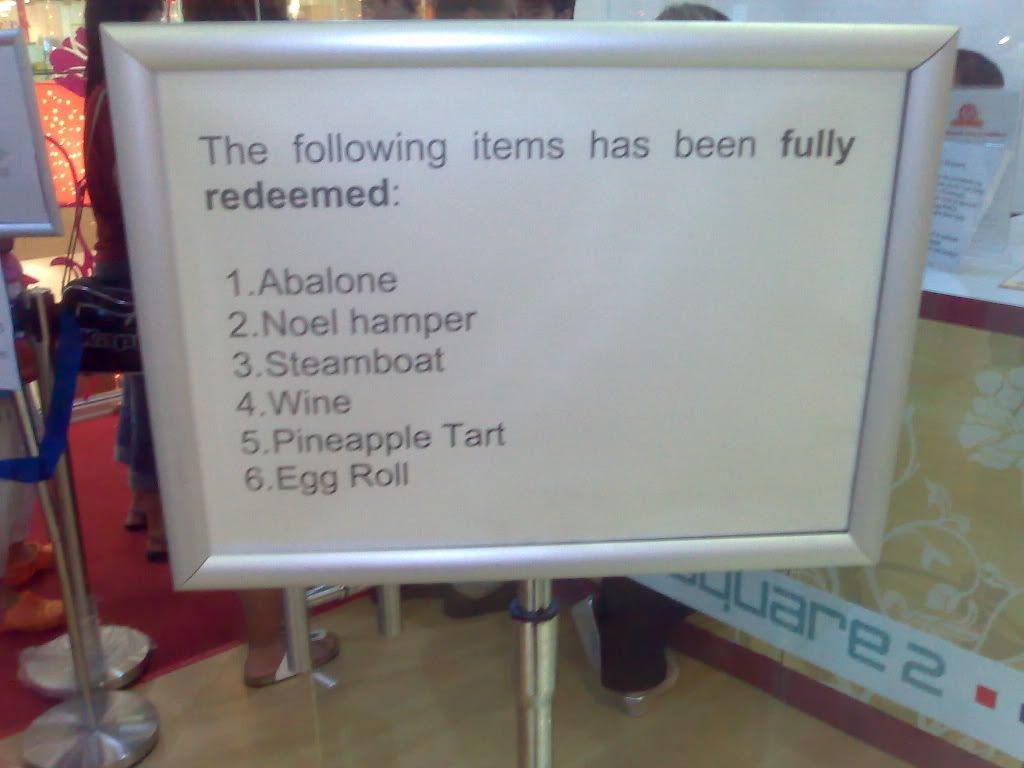 The following items has been fully
redeemed:
1.Abalone
2.Noel hamper
3.Steamboat
4.Wine
5.Pineapple Tart
6.Egg Roll
square 2